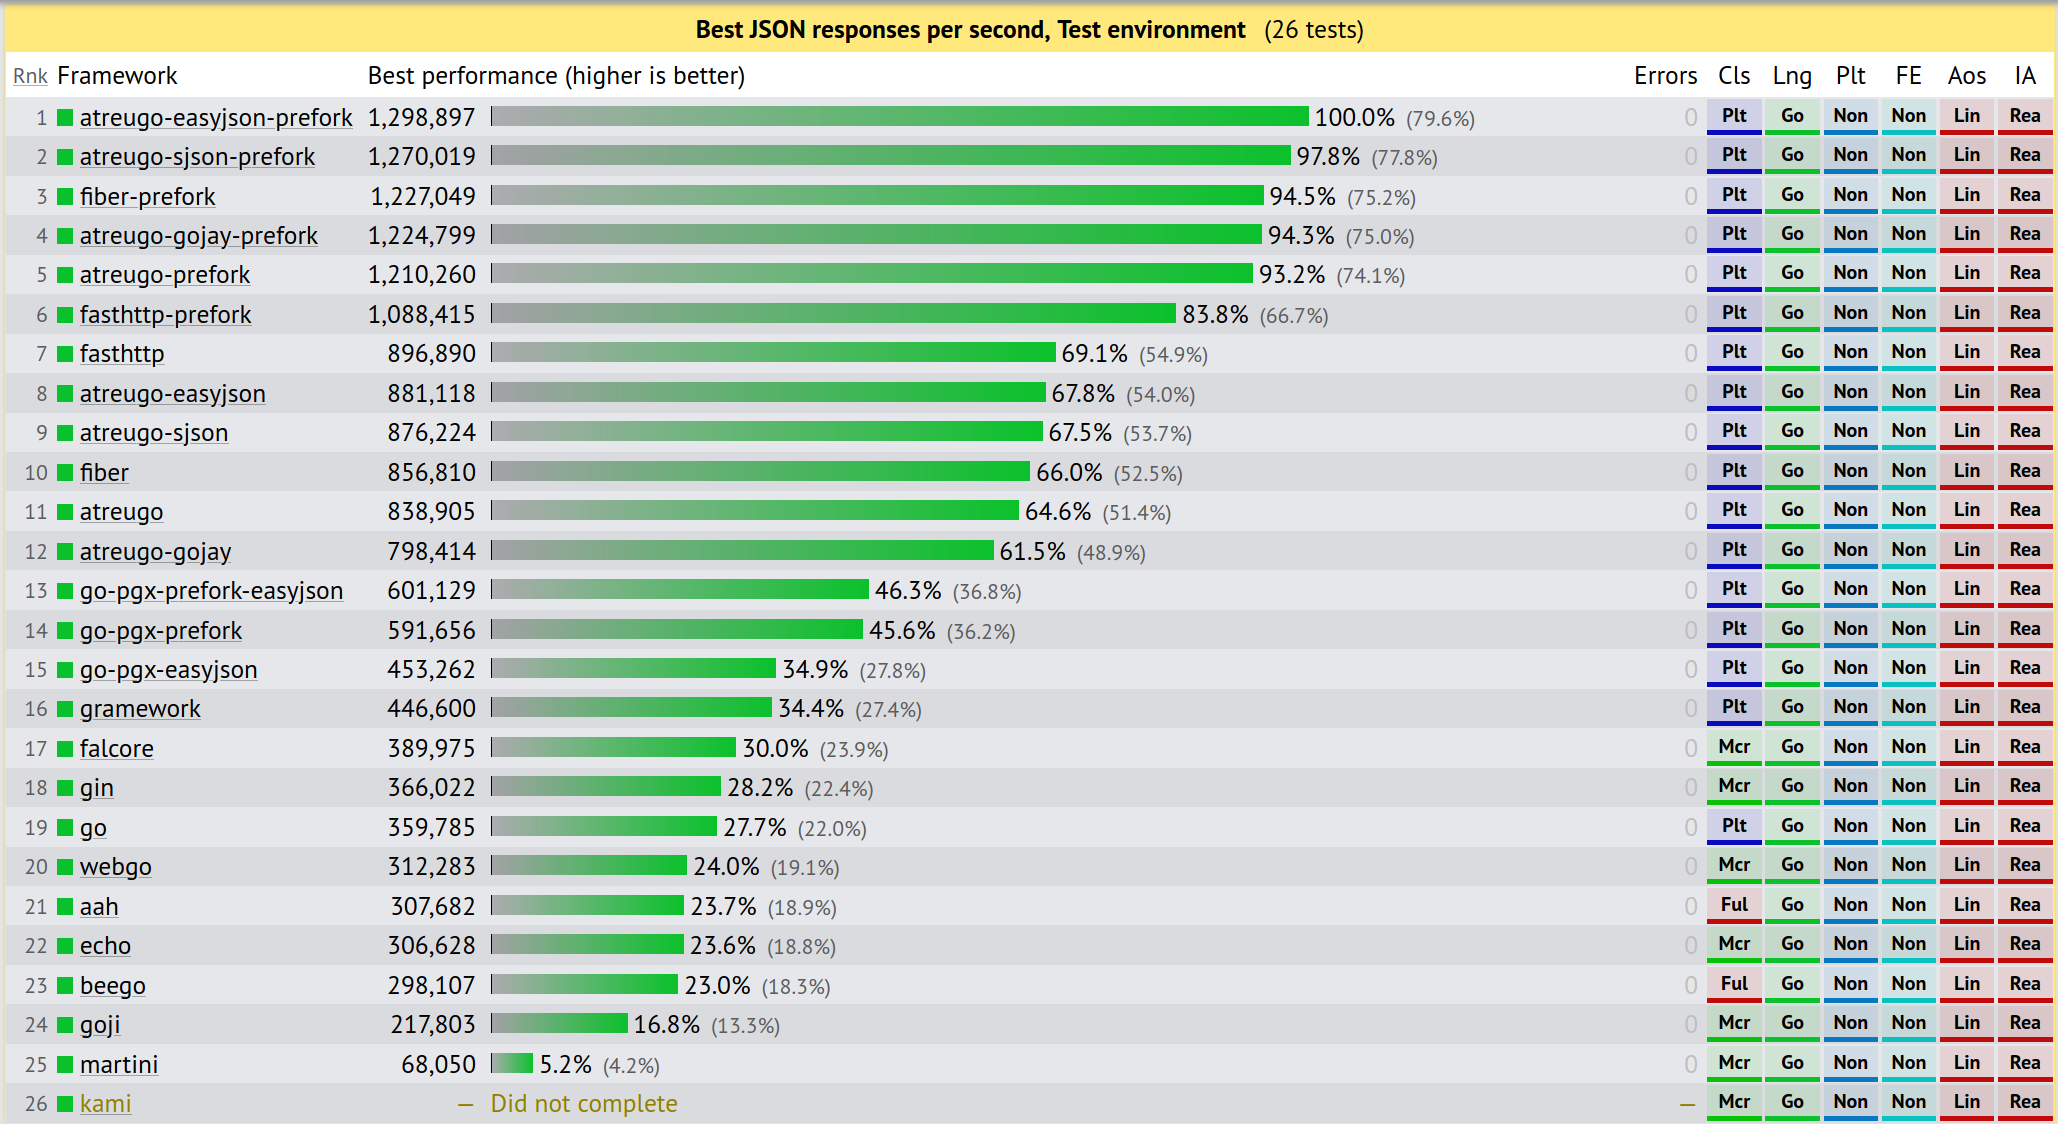 Best JSON responses per second, Test environment (26 tests)
Rnk Framework Best performance (higher is better) Errors Cls Lng Plt FE Aos IA
1 atreugo-easyjson-prefork 1,298,897 100.0% (79.6%) 0 Plt Go Non Non Lin Rea
2 atreugo-sjson-prefork 1,270,019 97.8% (77.8%) 0 Plt Go Non Non Lin Rea
3 fiber-prefork 1,227,049 94.5% (75.2%) 0 Plt Go Non Non Lin Rea
4 atreugo-gojay-prefork 1,224,799 94.3% (75.0%) 0 Plt Go Non Non Lin Rea
5 atreugo-prefork 1,210,260 93.2% (74.1%) 0 Plt Go Non Non Lin Rea
6 fasthttp-prefork 1,088,415 83.8% (66.7%) 0 Plt Go Non Non Lin Rea
7 fasthttp 896,890 69.1% (54.9%) 0 Plt Go Non Non Lin Rea
8 atreugo-easyjson 881,118 67.8% (54.0%) 0 Plt Go Non Non Lin Rea
9 atreugo-sjson 876,224 67.5% (53.7%) 0 Plt Go Non Non Lin Rea
10 fiber 856,810 66.0% (52.5%) 0 Plt Go Non Non Lin Rea
11 atreugo 838,905 64.6% (51.4%) 0 Plt Go Non Non Lin Rea
12 atreugo-gojay 798,414 61.5% (48.9%) 0 Plt Go Non Non Lin Rea
13 go-pgx-prefork-easyjson 601,129 46.3% (36.8%) 0 Plt Go Non Non Lin Rea
14 go-pgx-prefork 591,656 45.6% (36.2%) 0 Plt Go Non Non Lin Rea
15 go-pgx-easyjson 453,262 34.9% (27.8%) 0 Plt Go Non Non Lin Rea
16 gramework 446,600 34.4% (27.4%) 0 Plt Go Non Non Lin Rea
17 falcore 389,975 30.0% (23.9%) 0 Mcr Go Non Non Lin Rea
18 gin 366,022 28.2% (22.4%) 0 Mcr Go Non Non Lin Rea
19 go 359,785 27.7% (22.0%) 0 Plt Go Non Non Lin Rea
20 webgo 312,283 24.0% (19.1%) 0 Mcr Go Non Non Lin Rea
21 aah 307,682 23.7% (18.9%) 0 Ful Go Non Non Lin Rea
22 echo 306,628 23.6% (18.8%) 0 Mcr Go Non Non Lin Rea
23 beego 298,107 23.0% (18.3%) 0 Ful Go Non Non Lin Rea
24 goji 217,803 16.8% (13.3%) 0 Mcr Go Non Non Lin Rea
25 martini 68,050 5.2% (4.2%) 0 Mcr Go Non Non Lin Rea
26 kami — Did not complete — Mcr Go Non Non Lin Rea